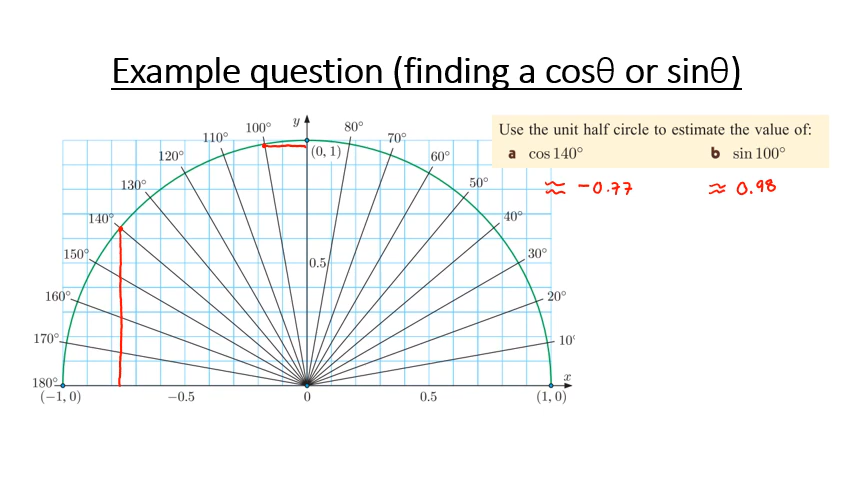 Example question (finding a cosθ or sinθ)
Use the unit half circle to estimate the value of:
a cos 140° b sin 100°
≈ -0.77 ≈ 0.98
y
100° 80°
110° 70°
(0, 1)
120° 60°
130° 50°
140° 40°
150° 0.5 30°
160° 20°
170° 10°
180° x
(−1, 0) −0.5 0 0.5 (1, 0)